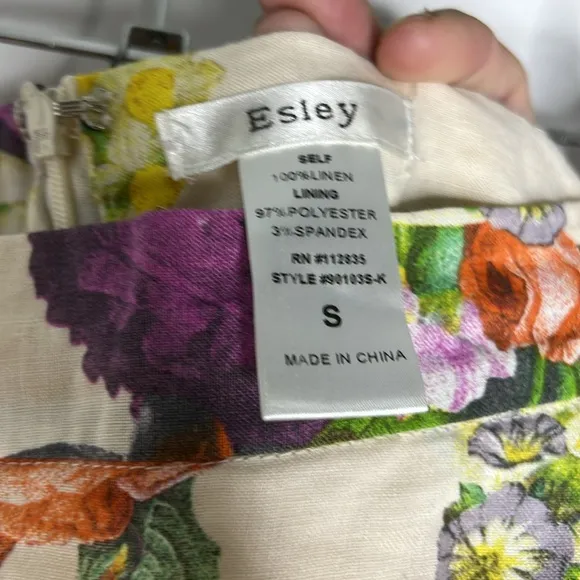 Esley
SELF
100%LINEN
LINING
97%POLYESTER
3%SPANDEX
RN #112835
STYLE #90103S-K
S
MADE IN CHINA